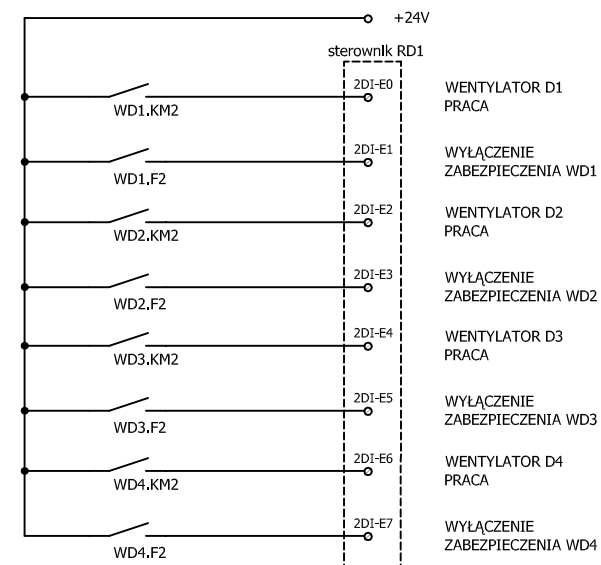 +24V
sterownik RD1
2DI-E0
WENTYLATOR D1
PRACA
WD1.KM2
2DI-E1
WYŁĄCZENIE
ZABEZPIECZENIA WD1
WD1.F2
2DI-E2
WENTYLATOR D2
PRACA
WD2.KM2
2DI-E3
WYŁĄCZENIE
ZABEZPIECZENIA WD2
WD2.F2
2DI-E4
WENTYLATOR D3
PRACA
WD3.KM2
2DI-E5
WYŁĄCZENIE
ZABEZPIECZENIA WD3
WD3.F2
2DI-E6
WENTYLATOR D4
PRACA
WD4.KM2
2DI-E7
WYŁĄCZENIE
ZABEZPIECZENIA WD4
WD4.F2